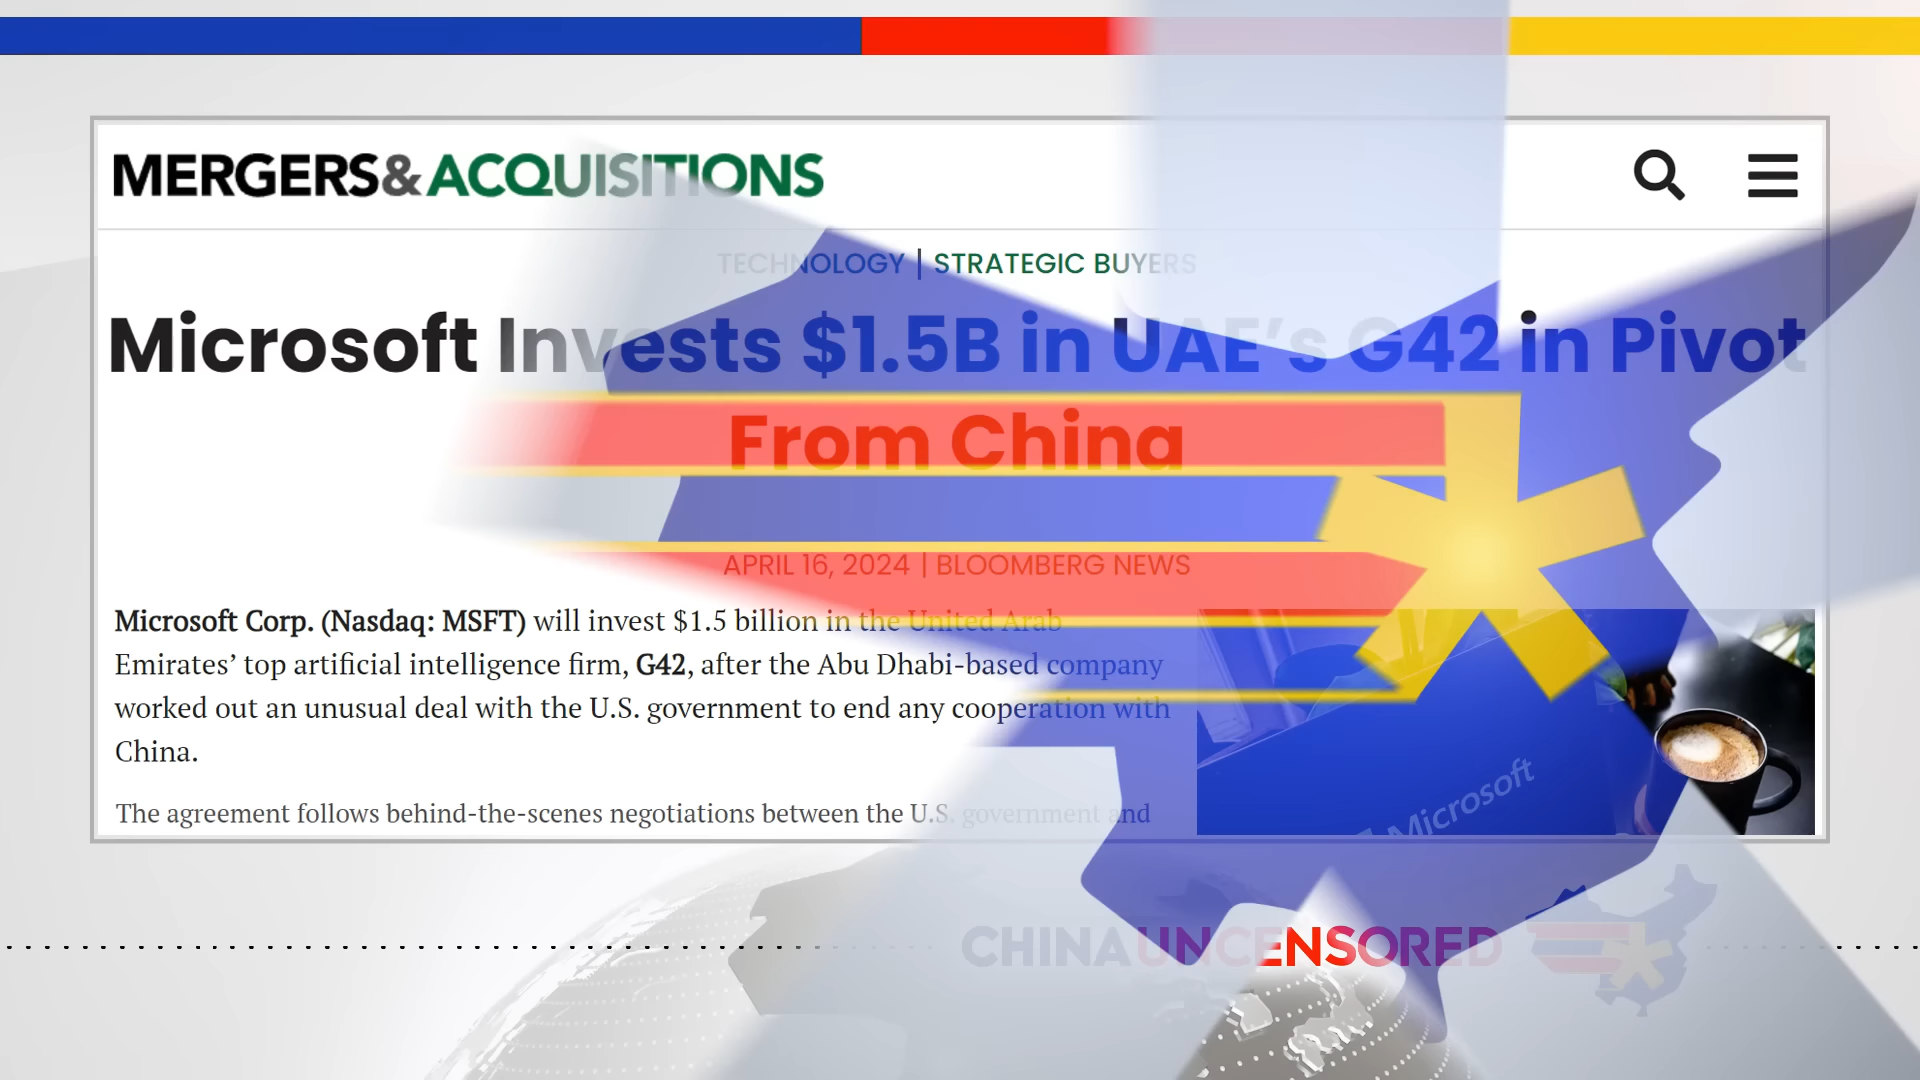 MERGERS&ACQUISITIONS
TECHNOLOGY | STRATEGIC BUYERS
Microsoft Invests $1.5B in UAE’s G42 in Pivot
From China
APRIL 16, 2024 | BLOOMBERG NEWS
Microsoft Corp. (Nasdaq: MSFT) will invest $1.5 billion in the United Arab
Emirates’ top artificial intelligence firm, G42, after the Abu Dhabi-based company
worked out an unusual deal with the U.S. government to end any cooperation with
China.
The agreement follows behind-the-scenes negotiations between the U.S. government and
Microsoft
CHINAUNCENSORED